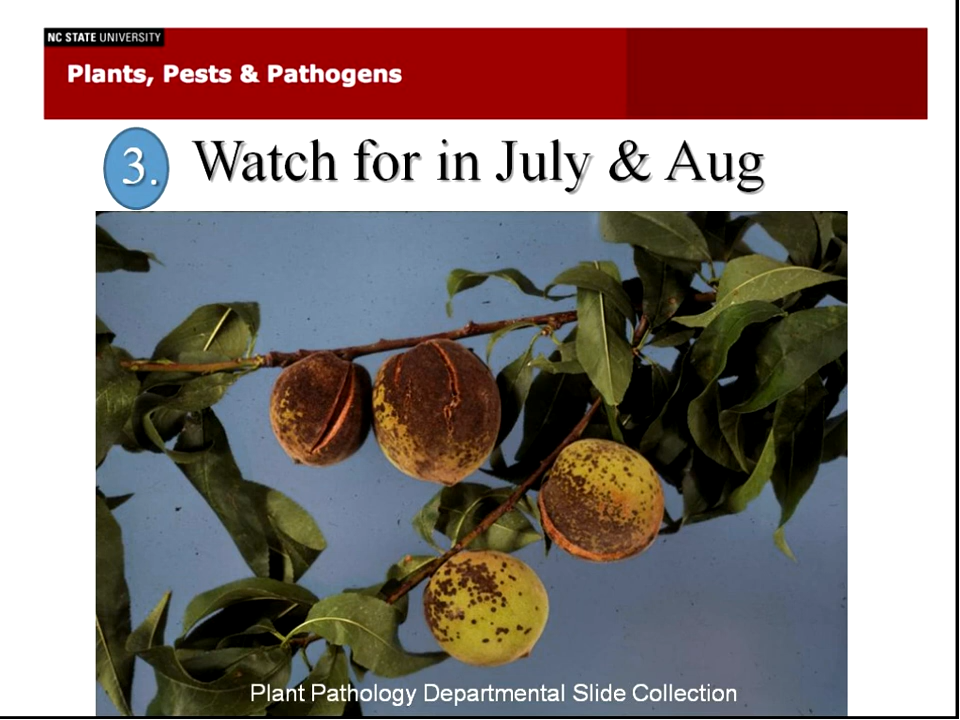 NC STATE UNIVERSITY
Plants, Pests & Pathogens
3. Watch for in July & Aug
Plant Pathology Departmental Slide Collection